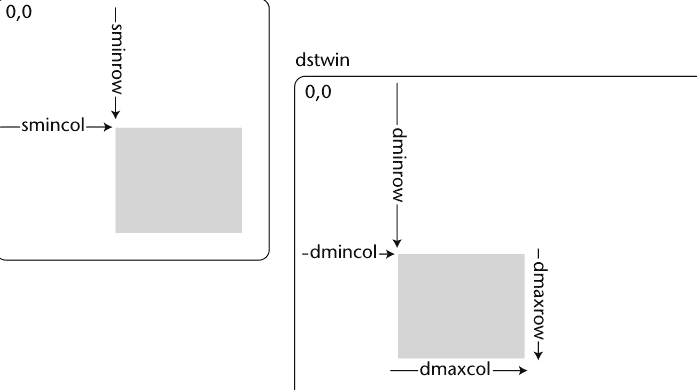 0,0
sminrow
smincol
dstwin
0,0
dminrow
dmincol
dmaxrow
dmaxcol